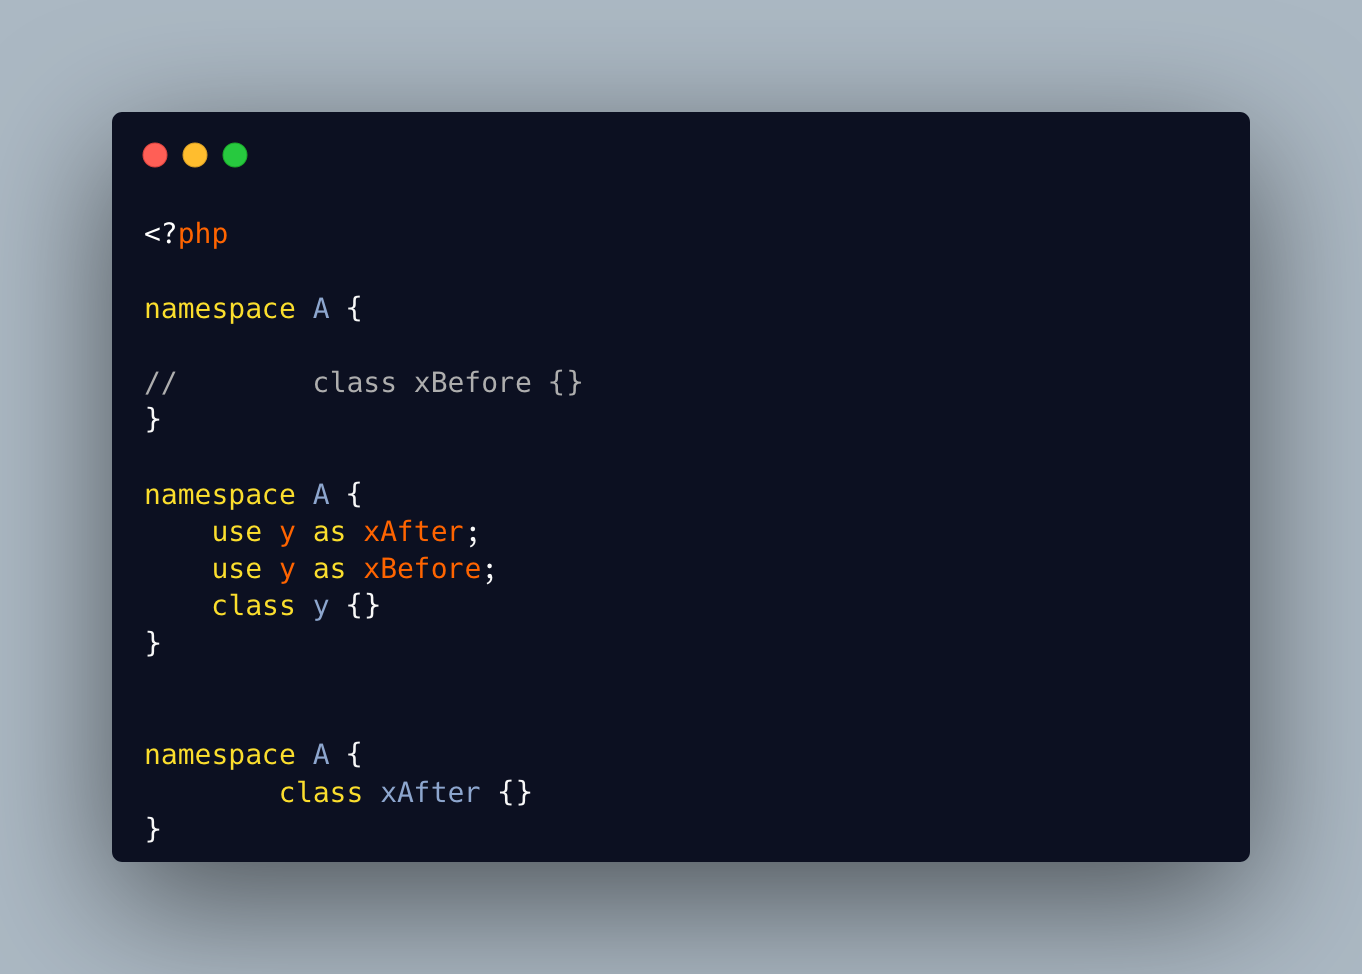 <?php
namespace A {
//        class xBefore {}
}
namespace A {
    use y as xAfter;
    use y as xBefore;
    class y {}
}
namespace A {
        class xAfter {}
}